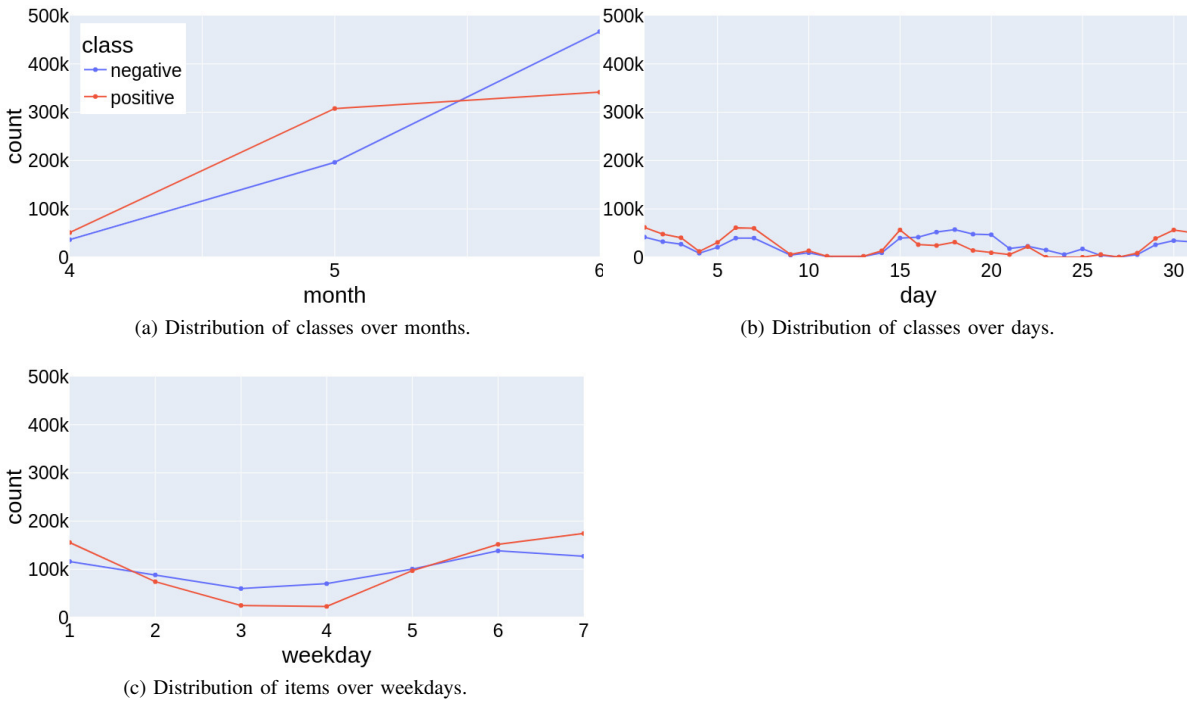 500k
400k
300k
200k
100k
0
count
class
negative
positive
4 5 6
month
(a) Distribution of classes over months.
500k
400k
300k
200k
100k
0
5 10 15 20 25 30
day
(b) Distribution of classes over days.
500k
400k
300k
200k
100k
0
count
1 2 3 4 5 6 7
weekday
(c) Distribution of items over weekdays.